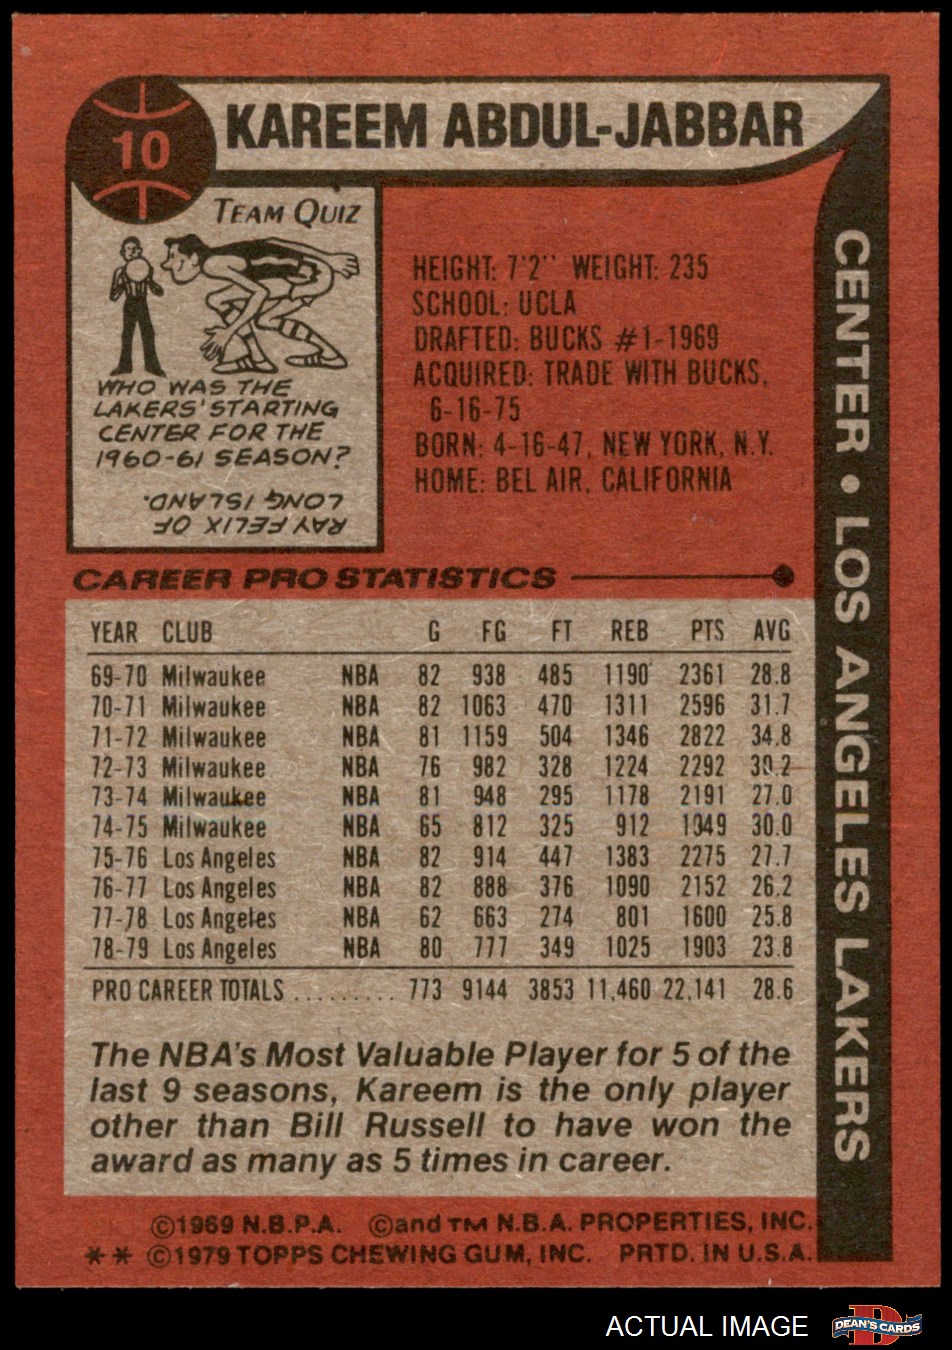 10
KAREEM ABDUL-JABBAR
TEAM QUIZ
WHO WAS THE
LAKERS' STARTING
CENTER FOR THE
1960-61 SEASON?
RAY FELIX OF
LONG ISLAND.
HEIGHT: 7'2" WEIGHT: 235
SCHOOL: UCLA
DRAFTED: BUCKS #1-1969
ACQUIRED: TRADE WITH BUCKS,
6-16-75
BORN: 4-16-47, NEW YORK, N.Y.
HOME: BEL AIR, CALIFORNIA
CENTER • LOS ANGELES LAKERS
CAREER PRO STATISTICS
YEAR CLUB G FG FT REB PTS AVG
69-70 Milwaukee NBA 82 938 485 1190 2361 28.8
70-71 Milwaukee NBA 82 1063 470 1311 2596 31.7
71-72 Milwaukee NBA 81 1159 504 1346 2822 34.8
72-73 Milwaukee NBA 76 982 328 1224 2292 30.2
73-74 Milwaukee NBA 81 948 295 1178 2191 27.0
74-75 Milwaukee NBA 65 812 325 912 1949 30.0
75-76 Los Angeles NBA 82 914 447 1383 2275 27.7
76-77 Los Angeles NBA 82 888 376 1090 2152 26.2
77-78 Los Angeles NBA 62 663 274 801 1600 25.8
78-79 Los Angeles NBA 80 777 349 1025 1903 23.8
PRO CAREER TOTALS ......... 773 9144 3853 11,460 22,141 28.6
The NBA's Most Valuable Player for 5 of the
last 9 seasons, Kareem is the only player
other than Bill Russell to have won the
award as many as 5 times in career.
©1969 N.B.P.A. ©and TM N.B.A. PROPERTIES, INC.
** ©1979 TOPPS CHEWING GUM, INC. PRTD. IN U.S.A.
ACTUAL IMAGE
D
DEAN'S CARDS